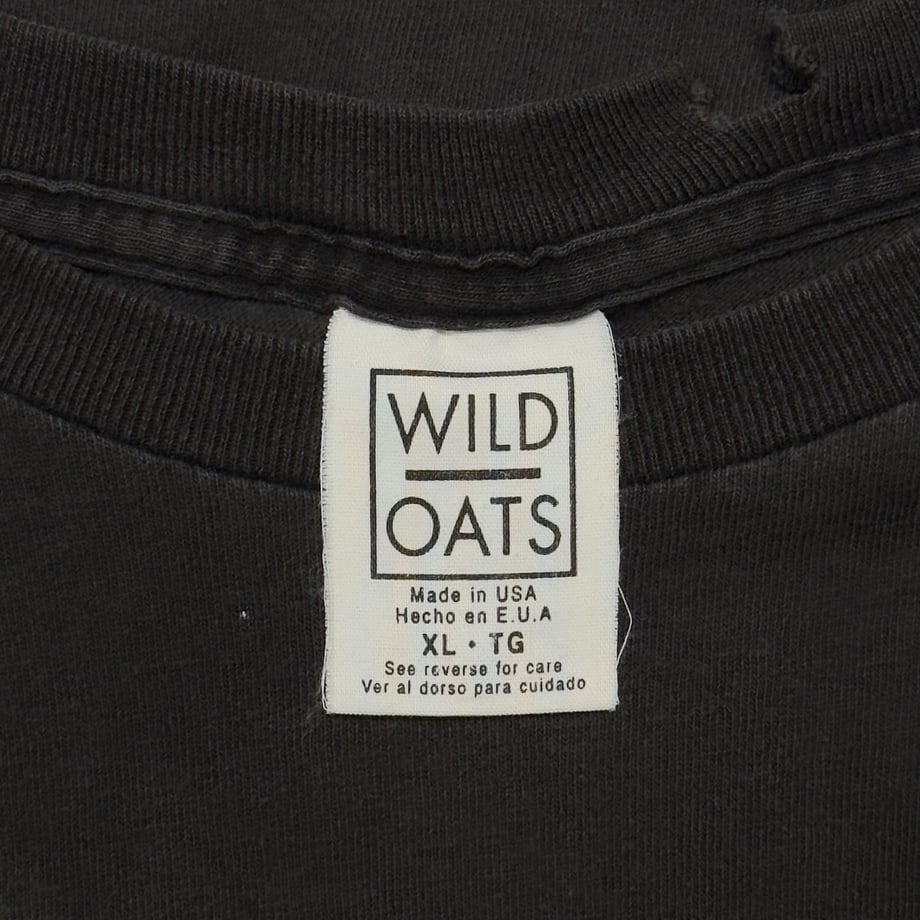 WILD
OATS
Made in USA
Hecho en E.U.A
XL • TG
See reverse for care
Ver al dorso para cuidado